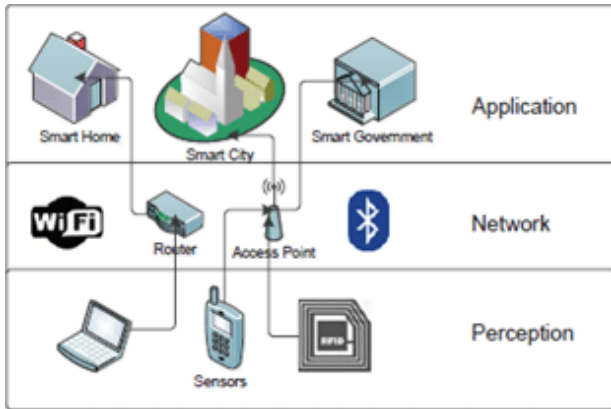 Smart Home
Smart City
Smart Government
Application
WiFi
Router
Access Point
Network
Sensors
RFID
Perception